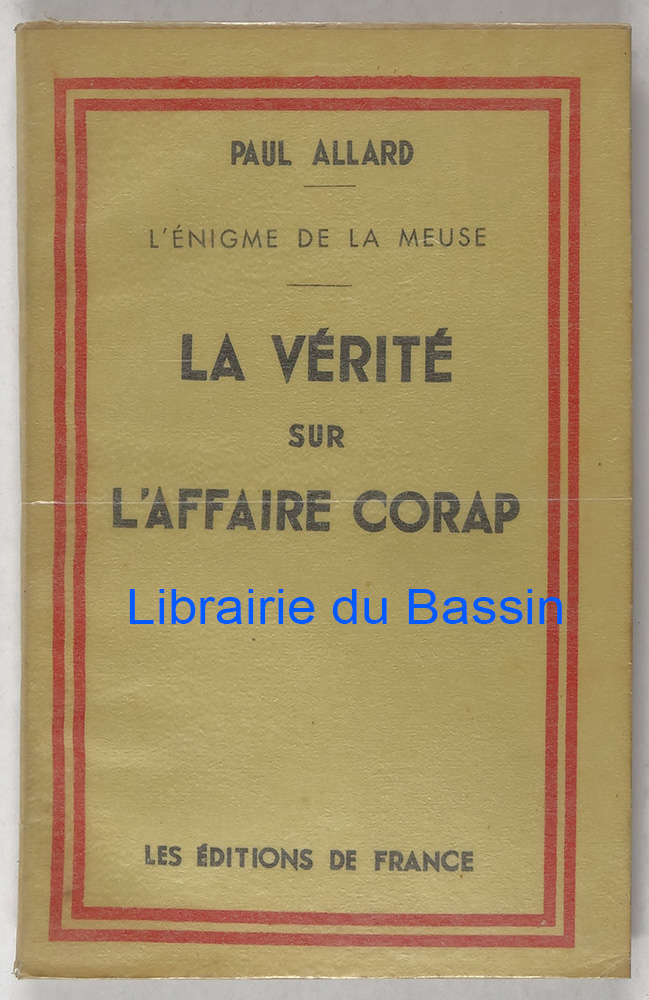 PAUL ALLARD
L'ÉNIGME DE LA MEUSE
LA VÉRITÉ
SUR
L'AFFAIRE CORAP
Librairie du Bassin
LES ÉDITIONS DE FRANCE